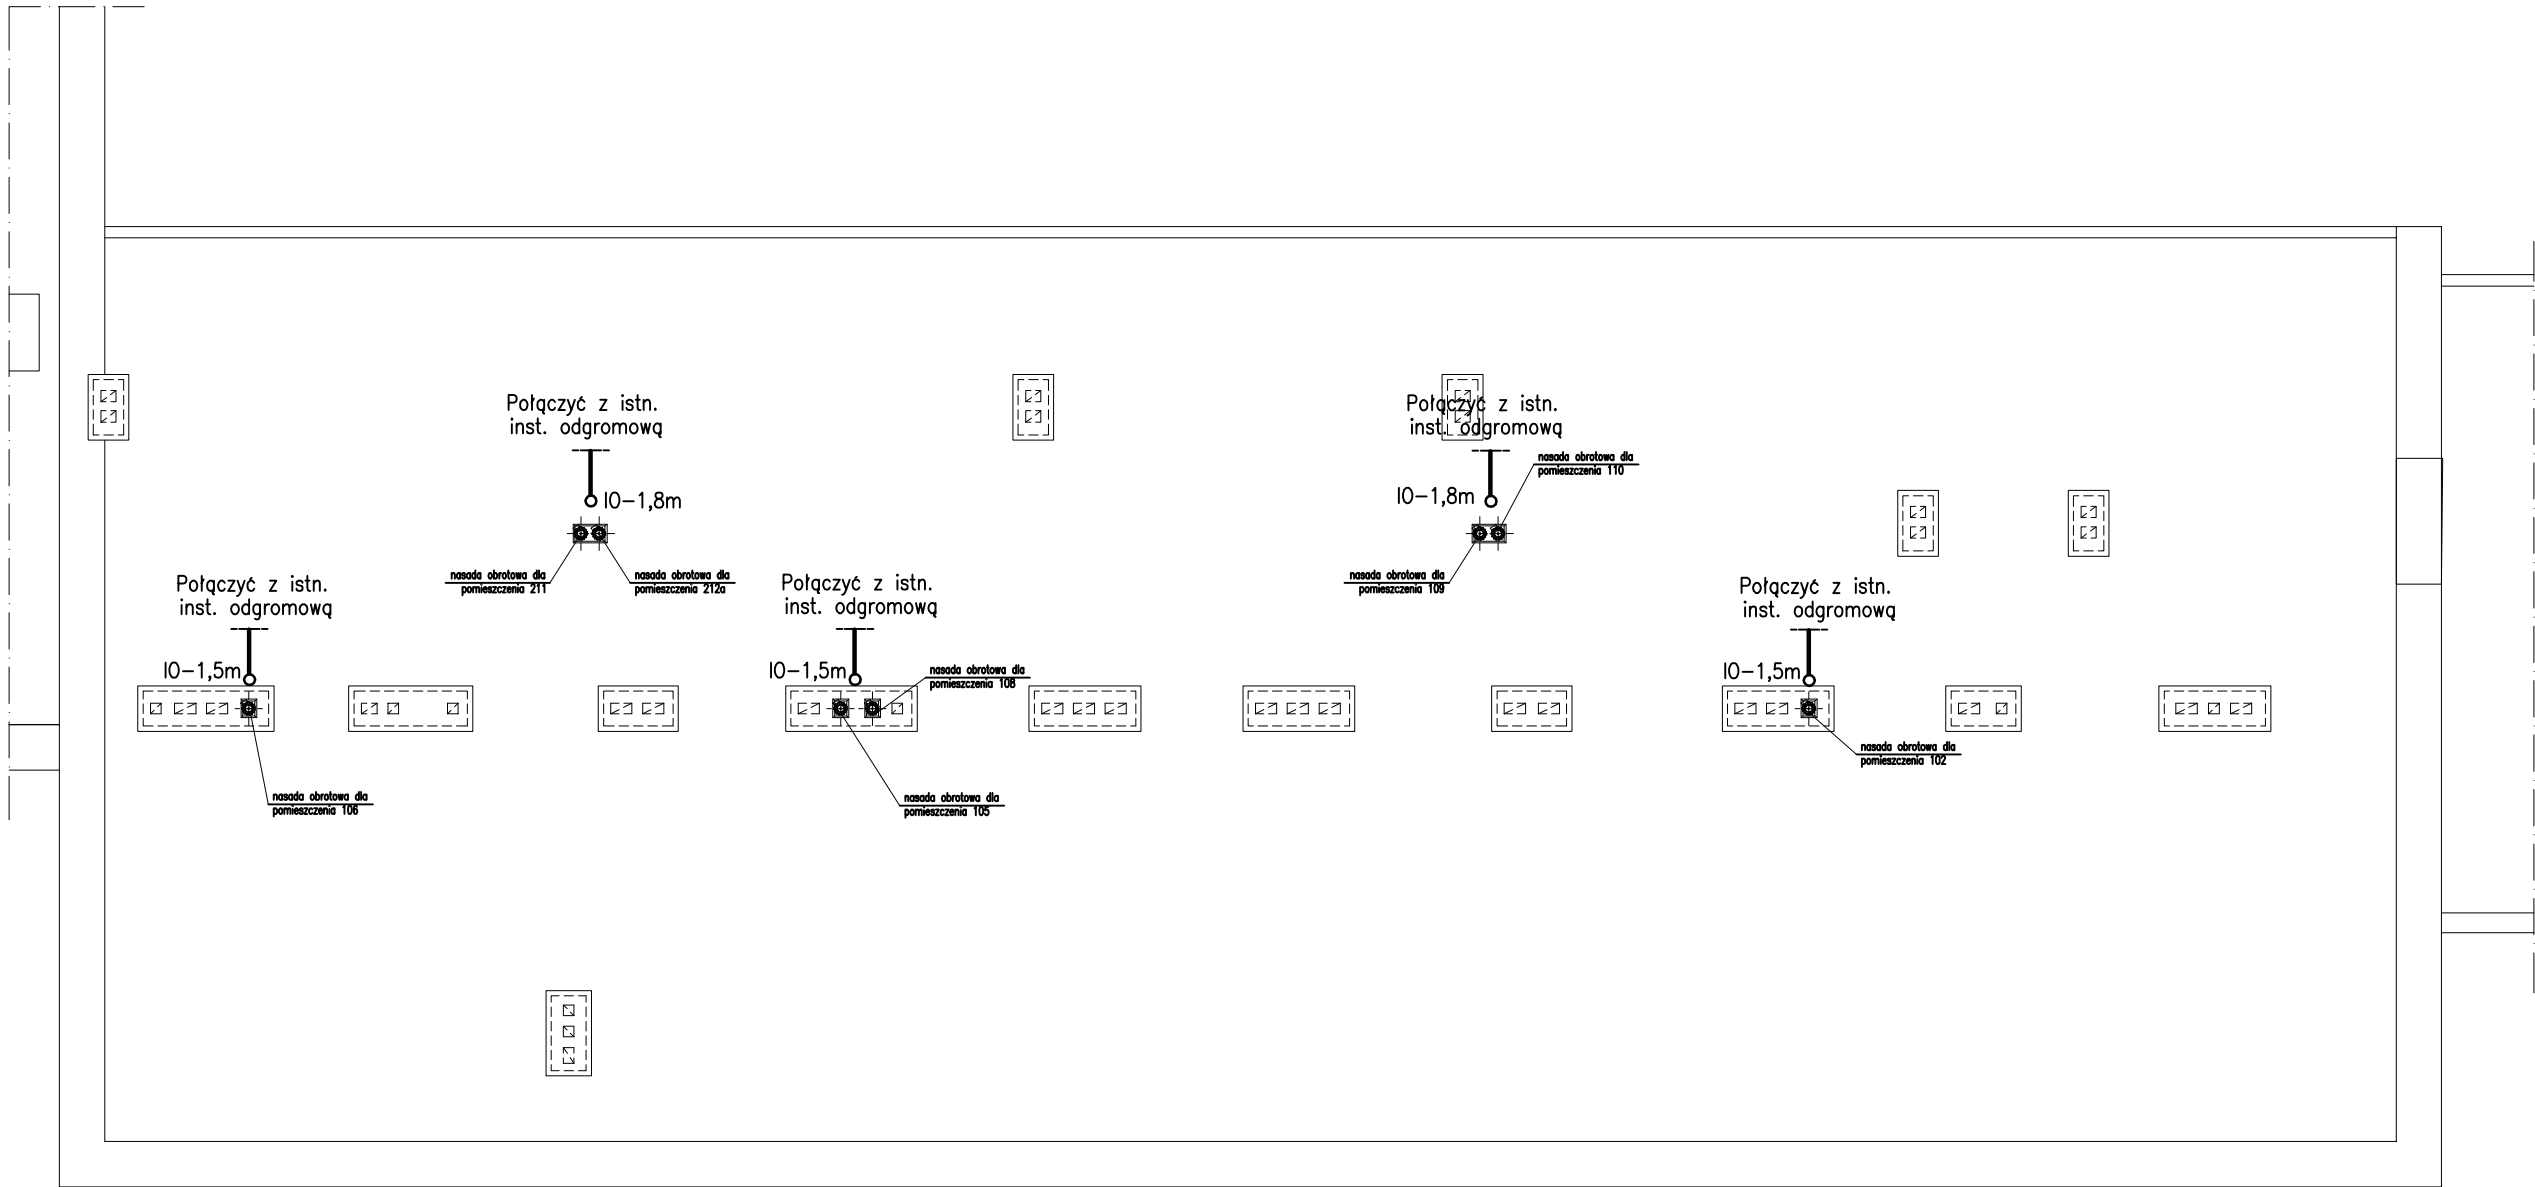 Połączyć z istn.
inst. odgromową
IO-1,8m
nasada obrotowa dla
pomieszczenia 211
nasada obrotowa dla
pomieszczenia 212a
Połączyć z istn.
inst. odgromową
IO-1,8m
nasada obrotowa dla
pomieszczenia 110
nasada obrotowa dla
pomieszczenia 109
Połączyć z istn.
inst. odgromową
IO-1,5m
nasada obrotowa dla
pomieszczenia 106
Połączyć z istn.
inst. odgromową
IO-1,5m
nasada obrotowa dla
pomieszczenia 108
nasada obrotowa dla
pomieszczenia 105
Połączyć z istn.
inst. odgromową
IO-1,5m
nasada obrotowa dla
pomieszczenia 102